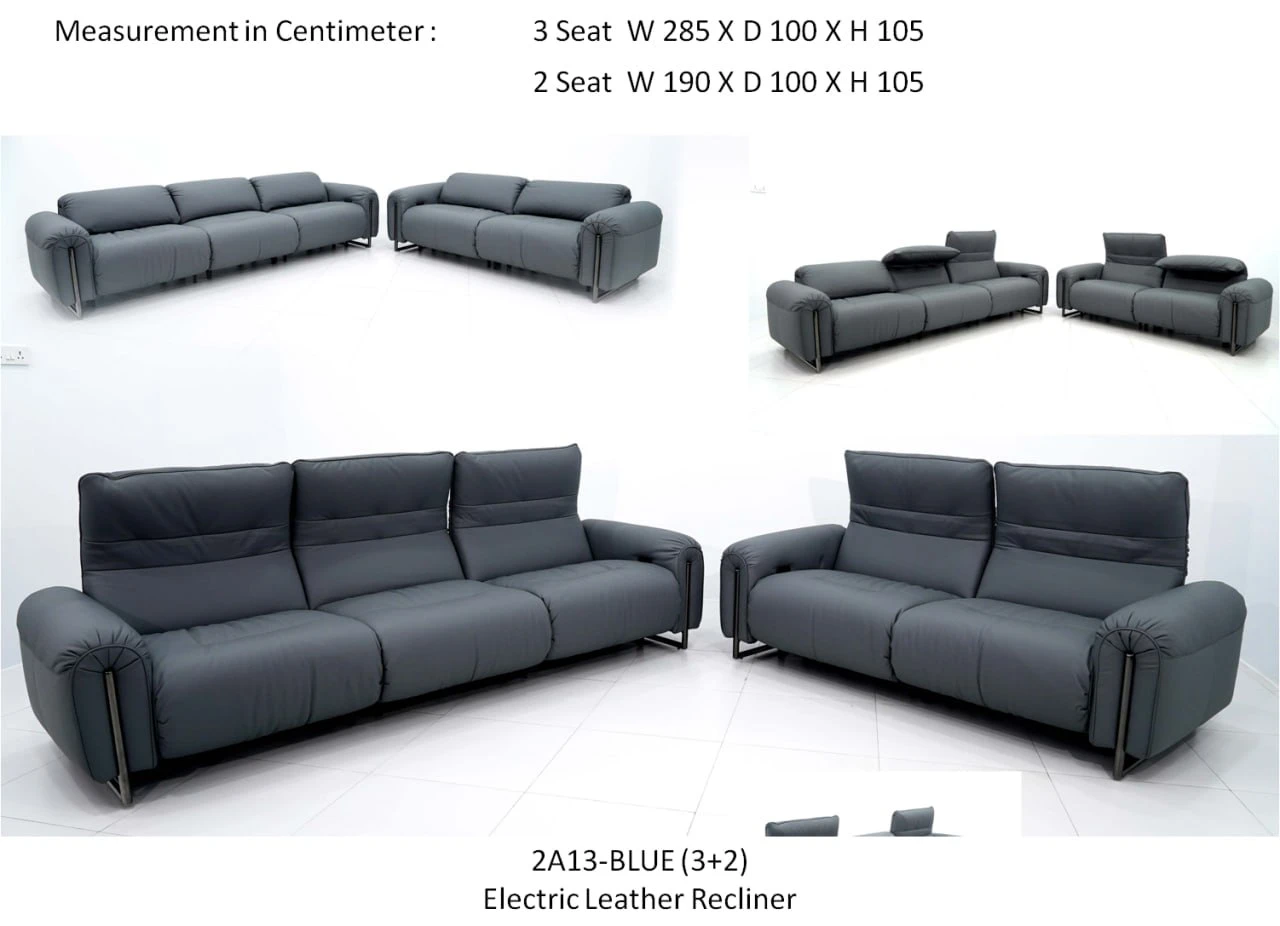 Measurement in Centimeter : 3 Seat W 285 X D 100 X H 105
2 Seat W 190 X D 100 X H 105
2A13-BLUE (3+2)
Electric Leather Recliner